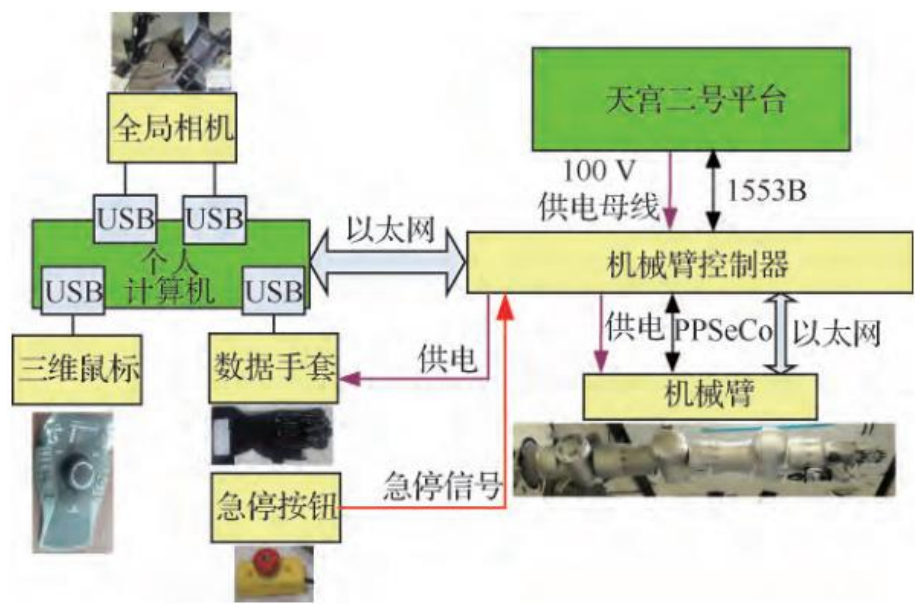 全局相机
天宫二号平台
100 V
供电母线
1553B
USB
USB
以太网
个人
计算机
机械臂控制器
USB
USB
供电
PPSeCo
以太网
三维鼠标
数据手套
供电
机械臂
急停按钮
急停信号